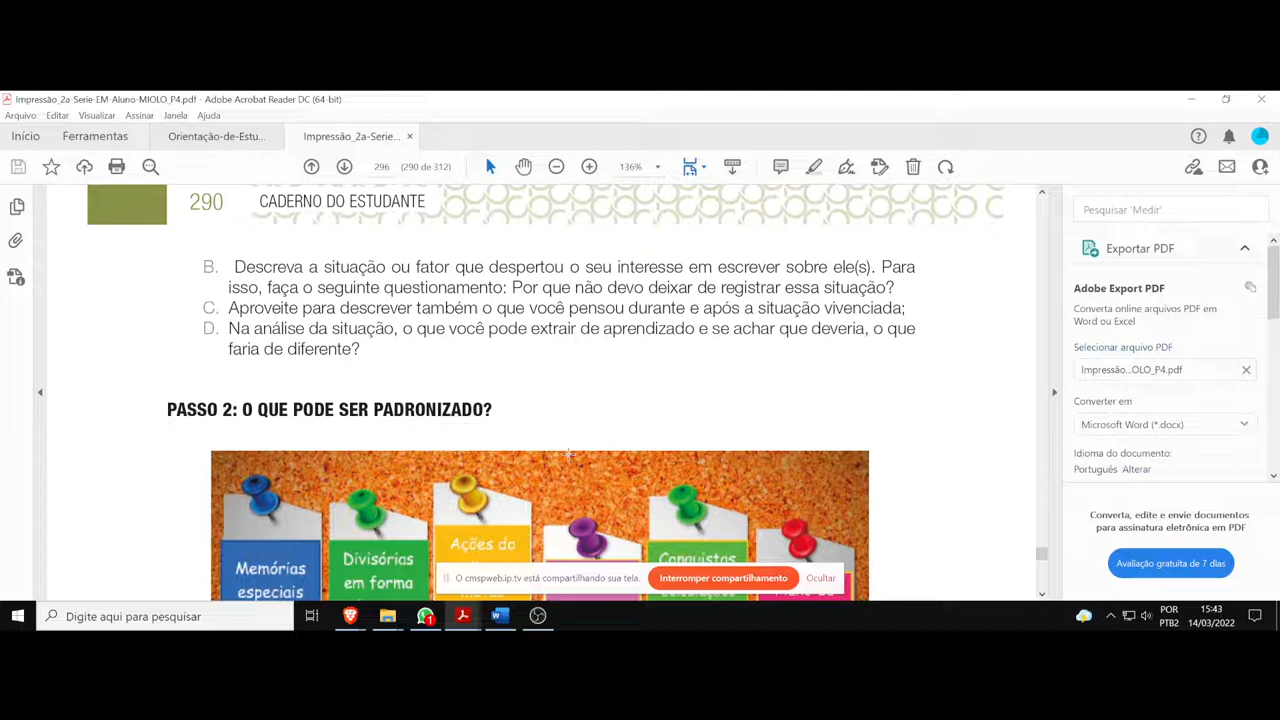 Impressão_2a-Serie-EM-Aluno-MIOLO_P4.pdf - Adobe Acrobat Reader DC (64-bit)
Arquivo Editar Visualizar Assinar Janela Ajuda
Início Ferramentas Orientação-de-Estu... Impressão_2a-Serie... ×
296 (290 de 312) 136%
290 CADERNO DO ESTUDANTE
B. Descreva a situação ou fator que despertou o seu interesse em escrever sobre ele(s). Para
isso, faça o seguinte questionamento: Por que não devo deixar de registrar essa situação?
C. Aproveite para descrever também o que você pensou durante e após a situação vivenciada;
D. Na análise da situação, o que você pode extrair de aprendizado e se achar que deveria, o que
faria de diferente?
PASSO 2: O QUE PODE SER PADRONIZADO?
Memórias
especiais
Divisórias
em forma
Ações do
Conquistas
O cmspweb.ip.tv está compartilhando sua tela. Interromper compartilhamento Ocultar
Pesquisar 'Medir'
Exportar PDF
Adobe Export PDF
Converta online arquivos PDF em
Word ou Excel
Selecionar arquivo PDF
Impressão...OLO_P4.pdf
Converter em
Microsoft Word (*.docx)
Idioma do documento:
Português Alterar
Converta, edite e envie documentos
para assinatura eletrônica em PDF
Avaliação gratuita de 7 dias
Digite aqui para pesquisar
1
POR
PTB2
15:43
14/03/2022